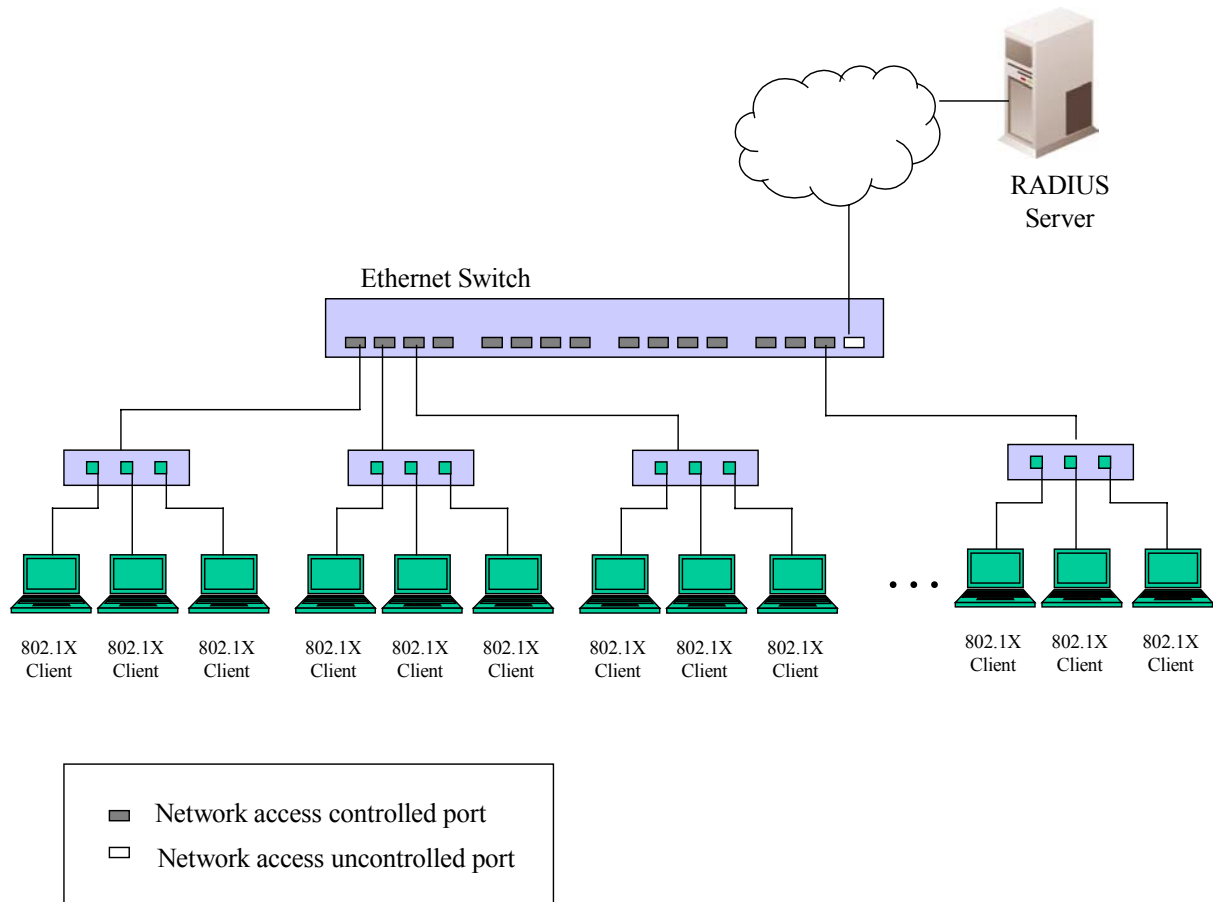 RADIUS
Server
Ethernet Switch
802.1X
Client
802.1X
Client
802.1X
Client
802.1X
Client
802.1X
Client
802.1X
Client
802.1X
Client
802.1X
Client
802.1X
Client
...
802.1X
Client
802.1X
Client
802.1X
Client
Network access controlled port
Network access uncontrolled port